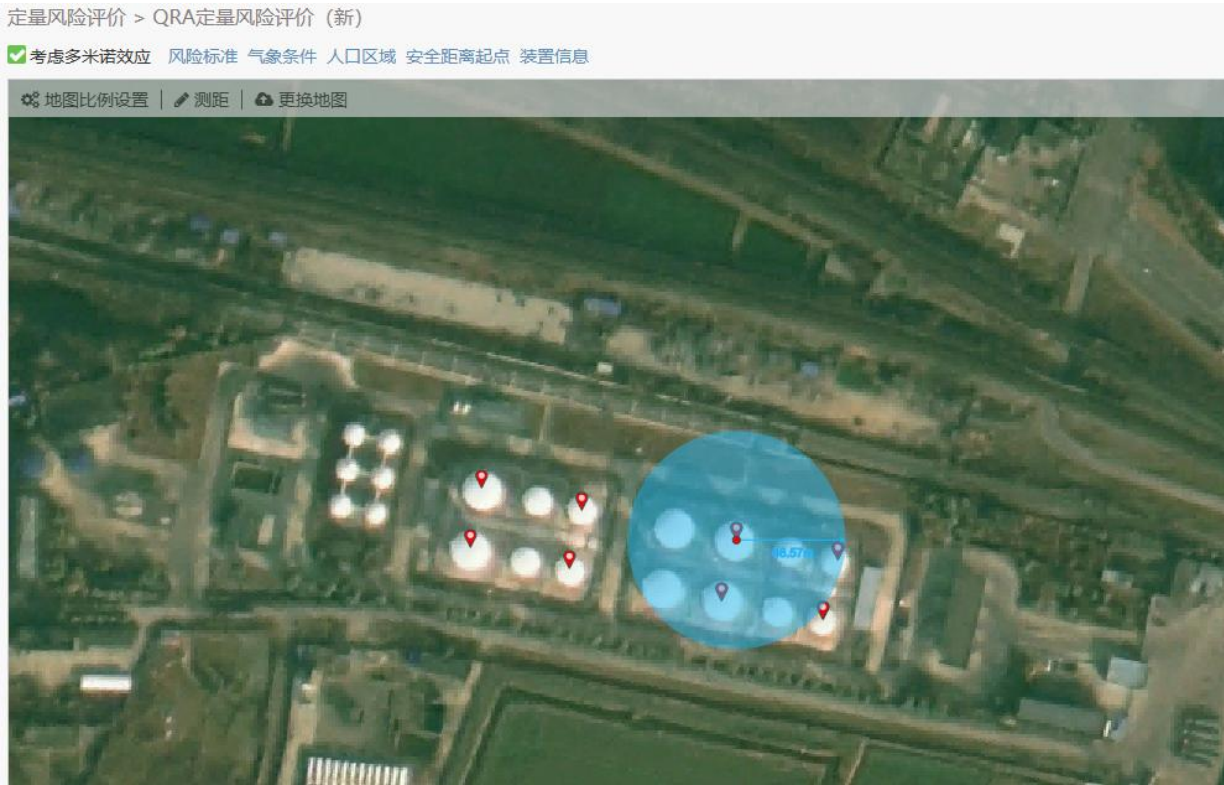 定量风险评价 > QRA定量风险评价（新）
考虑多米诺效应 风险标准 气象条件 人口区域 安全距离起点 装置信息
地图比例设置 | 测距 | 更换地图